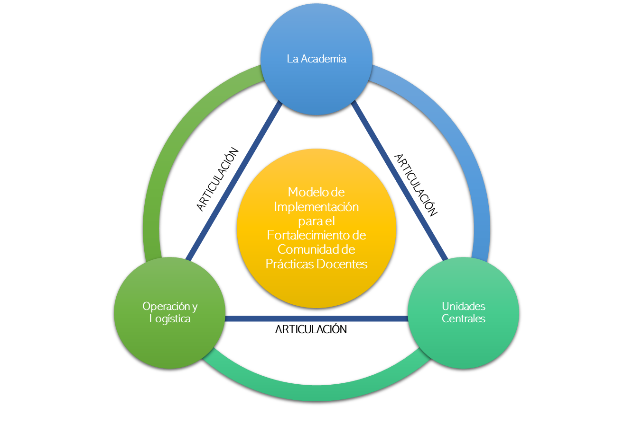 La Academia
ARTICULACIÓN
ARTICULACIÓN
Modelo de
Implementación
para el
Fortalecimiento de
Comunidad de
Prácticas Docentes
Operación y
Logística
Unidades
Centrales
ARTICULACIÓN